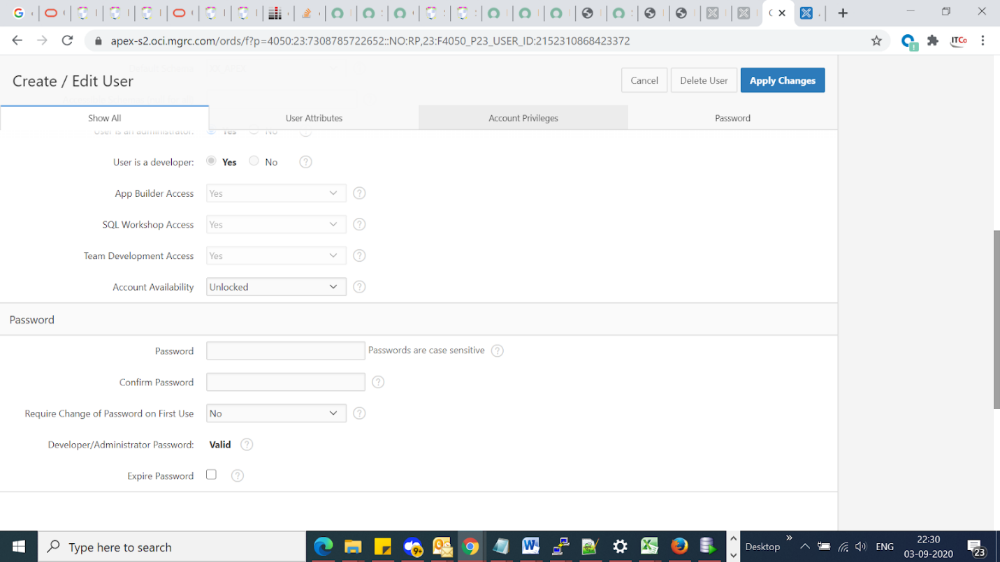 apex-s2.oci.mgrc.com/ords/f?p=4050:23:7308785722652::NO:RP,23:F4050_P23_USER_ID:2152310868423372
ITCo
Create / Edit User
Cancel
Delete User
Apply Changes
Show All
User Attributes
Account Privileges
Password
User is an administrator: Yes No
User is a developer: Yes No
App Builder Access Yes
SQL Workshop Access Yes
Team Development Access Yes
Account Availability Unlocked
Password
Password Passwords are case sensitive
Confirm Password
Require Change of Password on First Use No
Developer/Administrator Password: Valid
Expire Password
Type here to search
9+
Desktop
ENG
22:30
03-09-2020
23